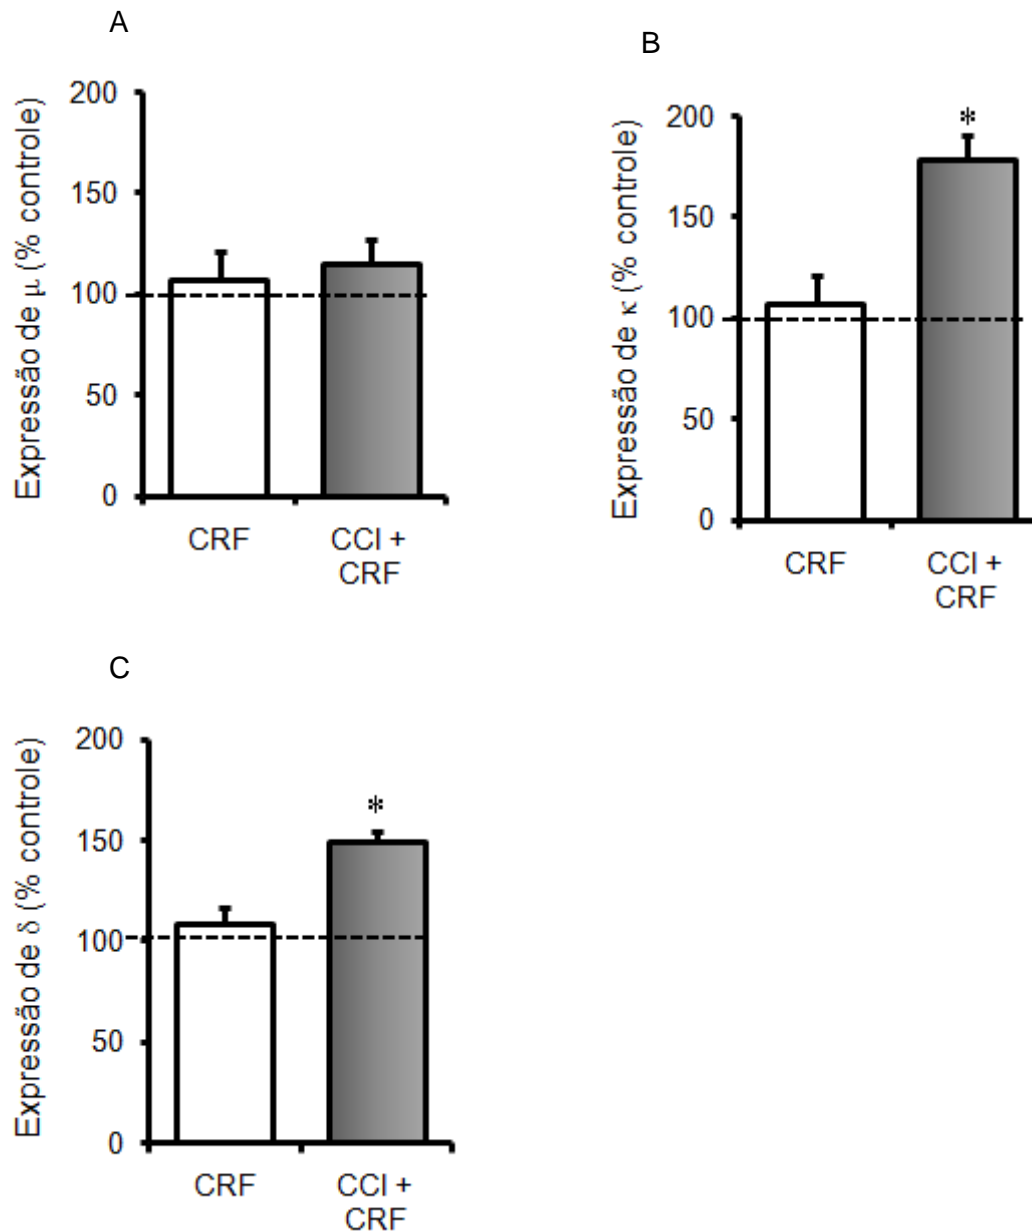 A
Expressão de μ (% controle)
200
150
100
50
0
CRF
CCI +
CRF
B
Expressão de κ (% controle)
200
150
100
50
0
*
CRF
CCI +
CRF
C
Expressão de δ (% controle)
200
150
100
50
0
*
CRF
CCI +
CRF